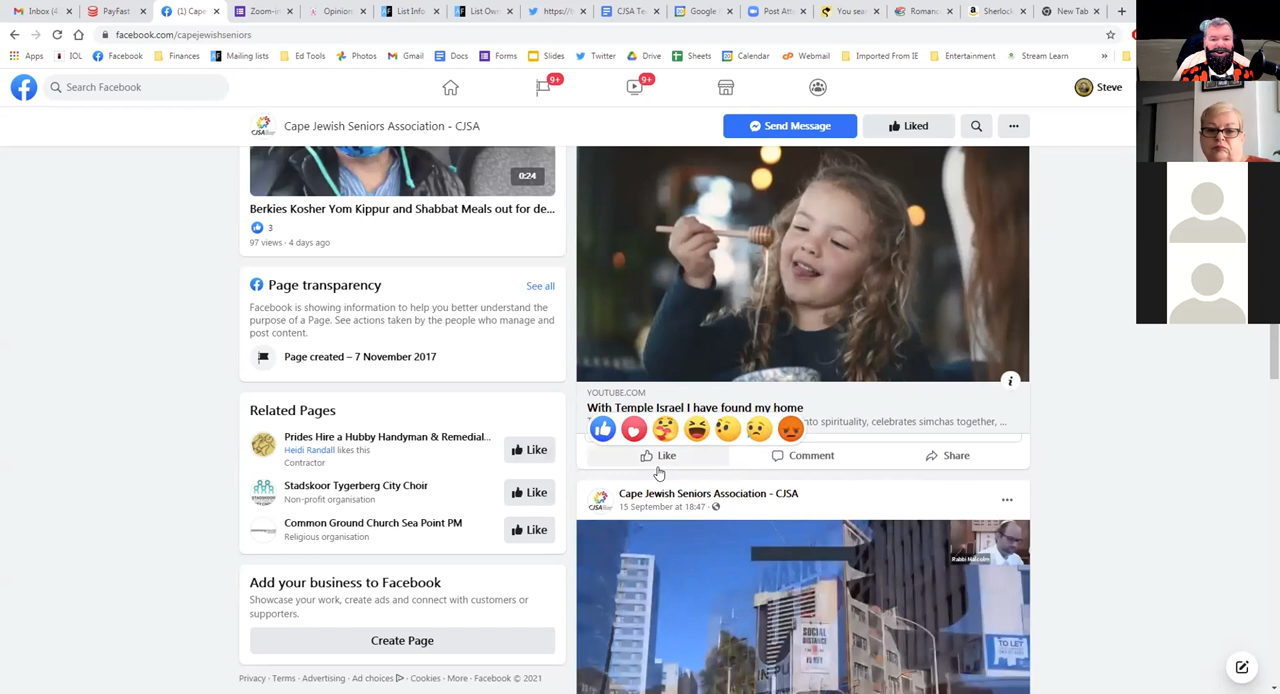 Inbox (4
PayFast
(1) Cape
Zoom-in
Opinion
List Info
List Ow
https://t
CJSA Te
Google
Post Att
You sea
Romanc
Sherlock
New Tab
facebook.com/capejewishseniors
Apps
IOL
Facebook
Finances
Mailing lists
Ed Tools
Photos
Gmail
Docs
Forms
Slides
Twitter
Drive
Sheets
Calendar
Webmail
Imported From IE
Entertainment
Stream Learn
Search Facebook
9+
9+
Steve
Cape Jewish Seniors Association - CJSA
Send Message
Liked
0:24
Berkies Kosher Yom Kippur and Shabbat Meals out for de...
3
97 views · 4 days ago
Page transparency
See all
Facebook is showing information to help you better understand the
purpose of a Page. See actions taken by the people who manage and
post content.
Page created – 7 November 2017
Related Pages
Prides Hire a Hubby Handyman & Remedial...
Heidi Randall likes this
Contractor
Like
Stadskoor Tygerberg City Choir
Non-profit organisation
Like
Common Ground Church Sea Point PM
Religious organisation
Like
Add your business to Facebook
Showcase your work, create ads and connect with customers or
supporters.
Create Page
Privacy · Terms · Advertising · Ad choices · Cookies · More · Facebook © 2021
YOUTUBE.COM
With Temple Israel I have found my home
nto spirituality, celebrates simchas together, ...
Like
Comment
Share
Cape Jewish Seniors Association - CJSA
15 September at 18:47
Rabbi Malcolm
SOCIAL
DISTANCE
TO LET